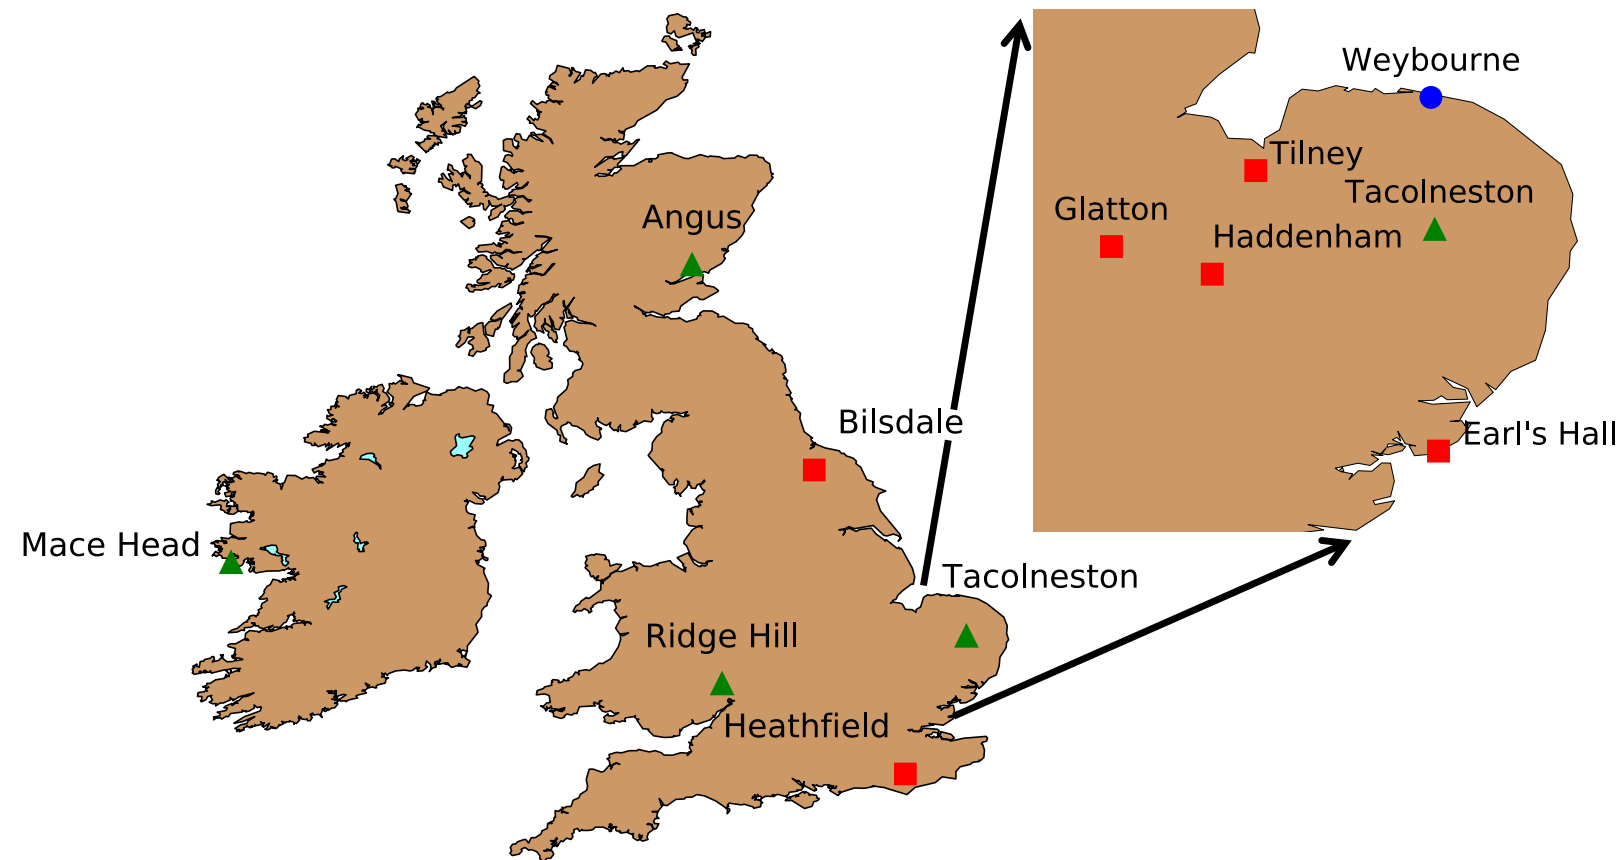 Weybourne
Tilney
Tacolneston
Glatton
Haddenham
Angus
Bilsdale
Earl's Hall
Mace Head
Tacolneston
Ridge Hill
Heathfield